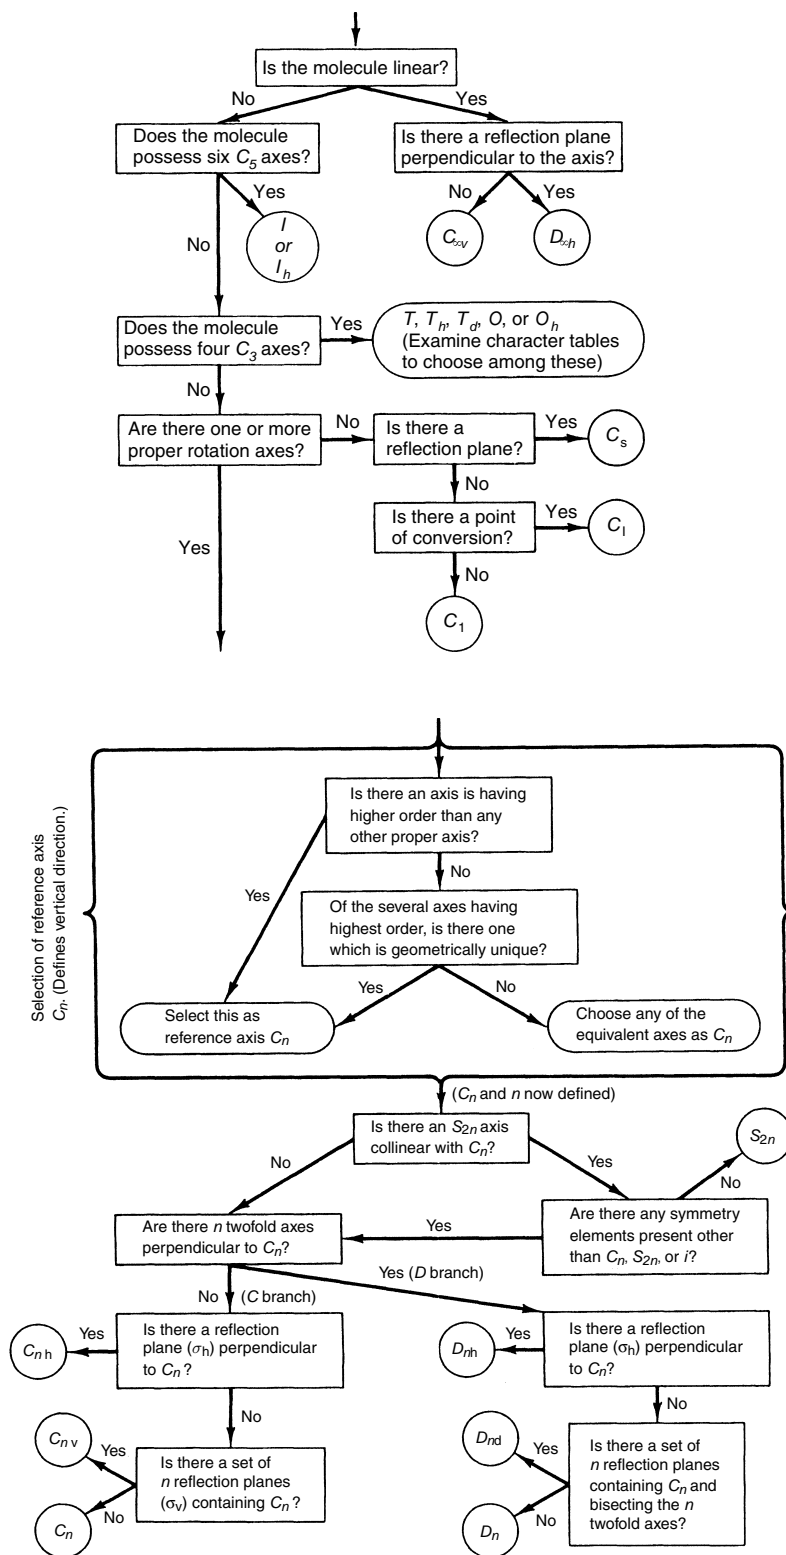 Is the molecule linear?
No
Yes
Does the molecule
possess six C5 axes?
Is there a reflection plane
perpendicular to the axis?
Yes
No
Yes
I
or
Ih
C∞v
D∞h
No
Does the molecule
possess four C3 axes?
Yes
T, Th, Td, O, or Oh
(Examine character tables
to choose among these)
No
Are there one or more
proper rotation axes?
No
Is there a
reflection plane?
Yes
Cs
No
Yes
Is there a point
of conversion?
Yes
CI
No
C1
Selection of reference axis
Cn. (Defines vertical direction.)
Is there an axis is having
higher order than any
other proper axis?
Yes
No
Of the several axes having
highest order, is there one
which is geometrically unique?
Yes
No
Select this as
reference axis Cn
Choose any of the
equivalent axes as Cn
(Cn and n now defined)
Is there an S2n axis
collinear with Cn?
S2n
No
Yes
No
Are there n twofold axes
perpendicular to Cn?
Yes
Are there any symmetry
elements present other
than Cn, S2n, or i?
Yes (D branch)
No (C branch)
Cnh
Yes
Is there a reflection
plane (σh) perpendicular
to Cn?
Dnh
Yes
Is there a reflection
plane (σh) perpendicular
to Cn?
No
No
Cnv
Yes
Is there a set of
n reflection planes
(σv) containing Cn?
No
Cn
Dnd
Yes
Is there a set of
n reflection planes
containing Cn and
bisecting the n
twofold axes?
No
Dn